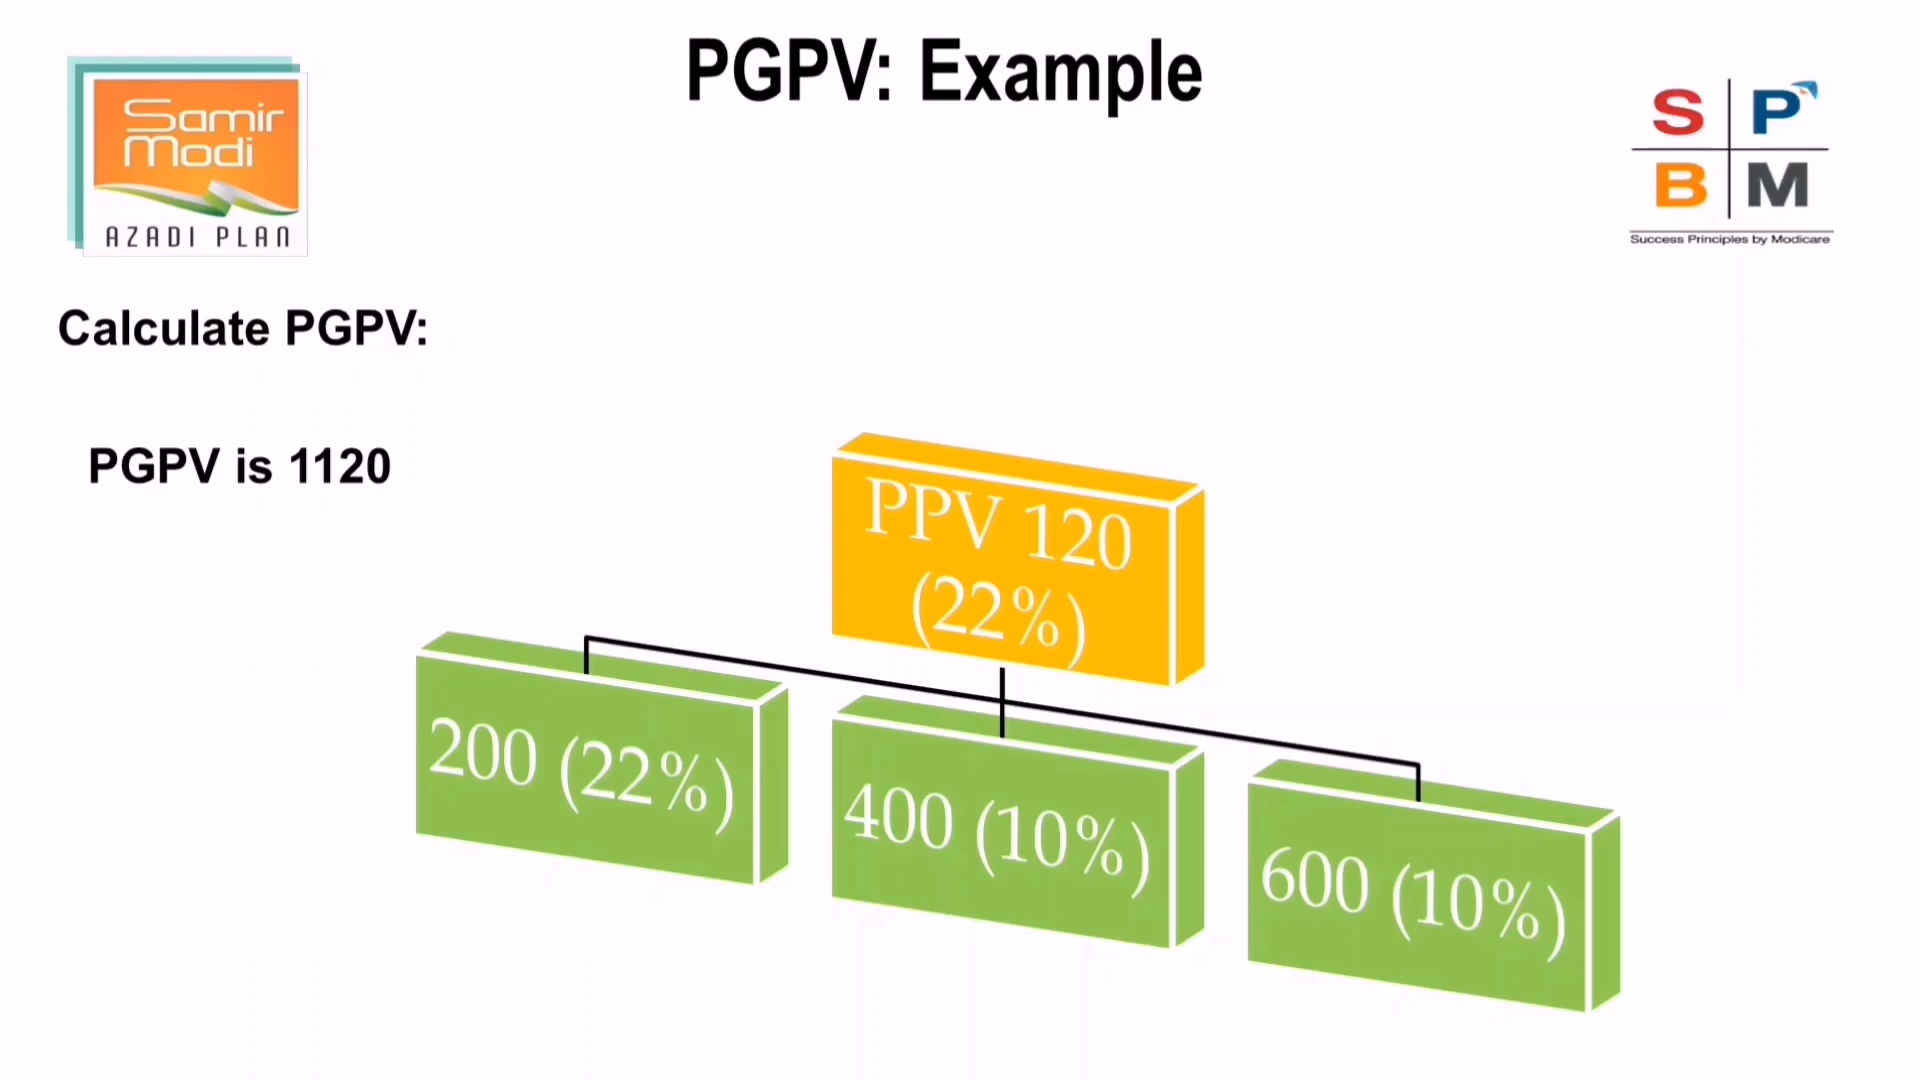 PGPV: Example
Samir
Modi
AZADI PLAN
S P
B M
Success Principles by Modicare
Calculate PGPV:
PGPV is 1120
PPV 120
(22%)
200 (22%)
400 (10%)
600 (10%)